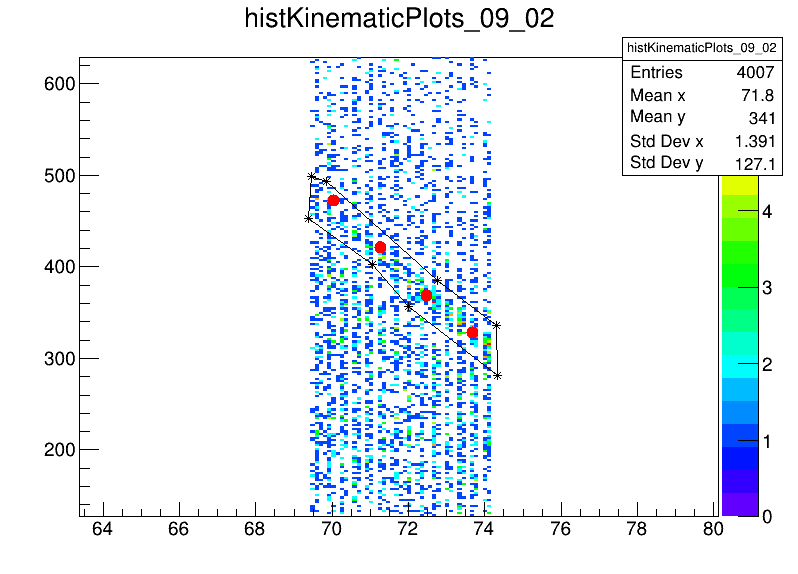 histKinematicPlots_09_02
histKinematicPlots_09_02
Entries 4007
Mean x 71.8
Mean y 341
Std Dev x 1.391
Std Dev y 127.1
600
500
400
300
200
4
3
2
1
0
64 66 68 70 72 74 76 78 80